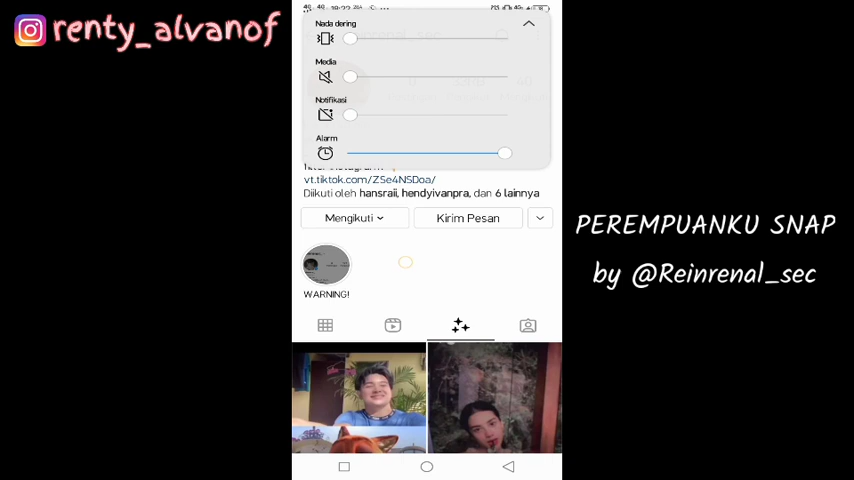 renty_alvanof
Nada dering
Media
Notifikasi
Alarm
vt.tiktok.com/ZSe4N5Doa/
Diikuti oleh hansraii, hendyivanpra, dan 6 lainnya
Mengikuti
Kirim Pesan
WARNING!
PEREMPUANKU SNAP
by @Reinrenal_sec